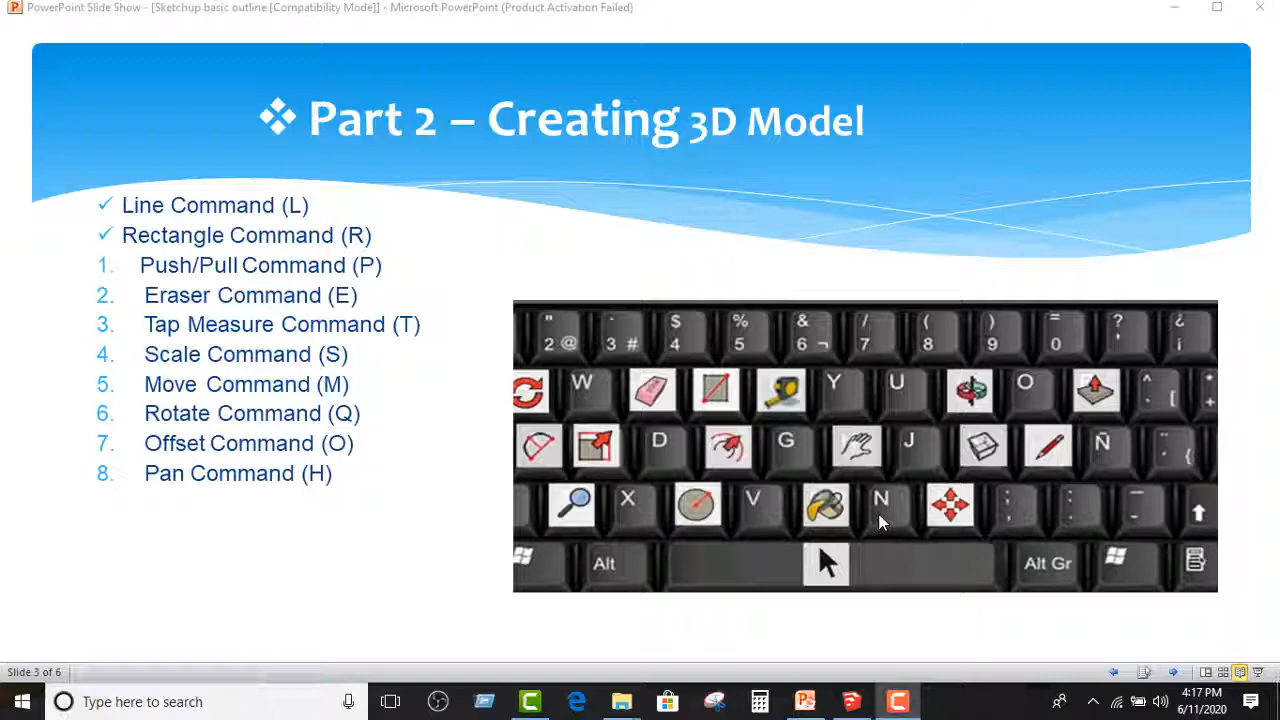 PowerPoint Slide Show - [Sketchup basic outline [Compatibility Mode]] - Microsoft PowerPoint (Product Activation Failed)
❖ Part 2 – Creating 3D Model
✓ Line Command (L)
✓ Rectangle Command (R)
1. Push/Pull Command (P)
2. Eraser Command (E)
3. Tap Measure Command (T)
4. Scale Command (S)
5. Move Command (M)
6. Rotate Command (Q)
7. Offset Command (O)
8. Pan Command (H)
" · $ % & / ( ) = ? ¿
2 @ 3 # 4 5 6 ¬ 7 8 9 0 ' ¡
W Y U O ^ [ * +
D G J Ñ ¨ {
X V N ; , : . _ -
Alt Alt Gr
Slide 3 of 6
Type here to search
4:17 PM
6/11/2020